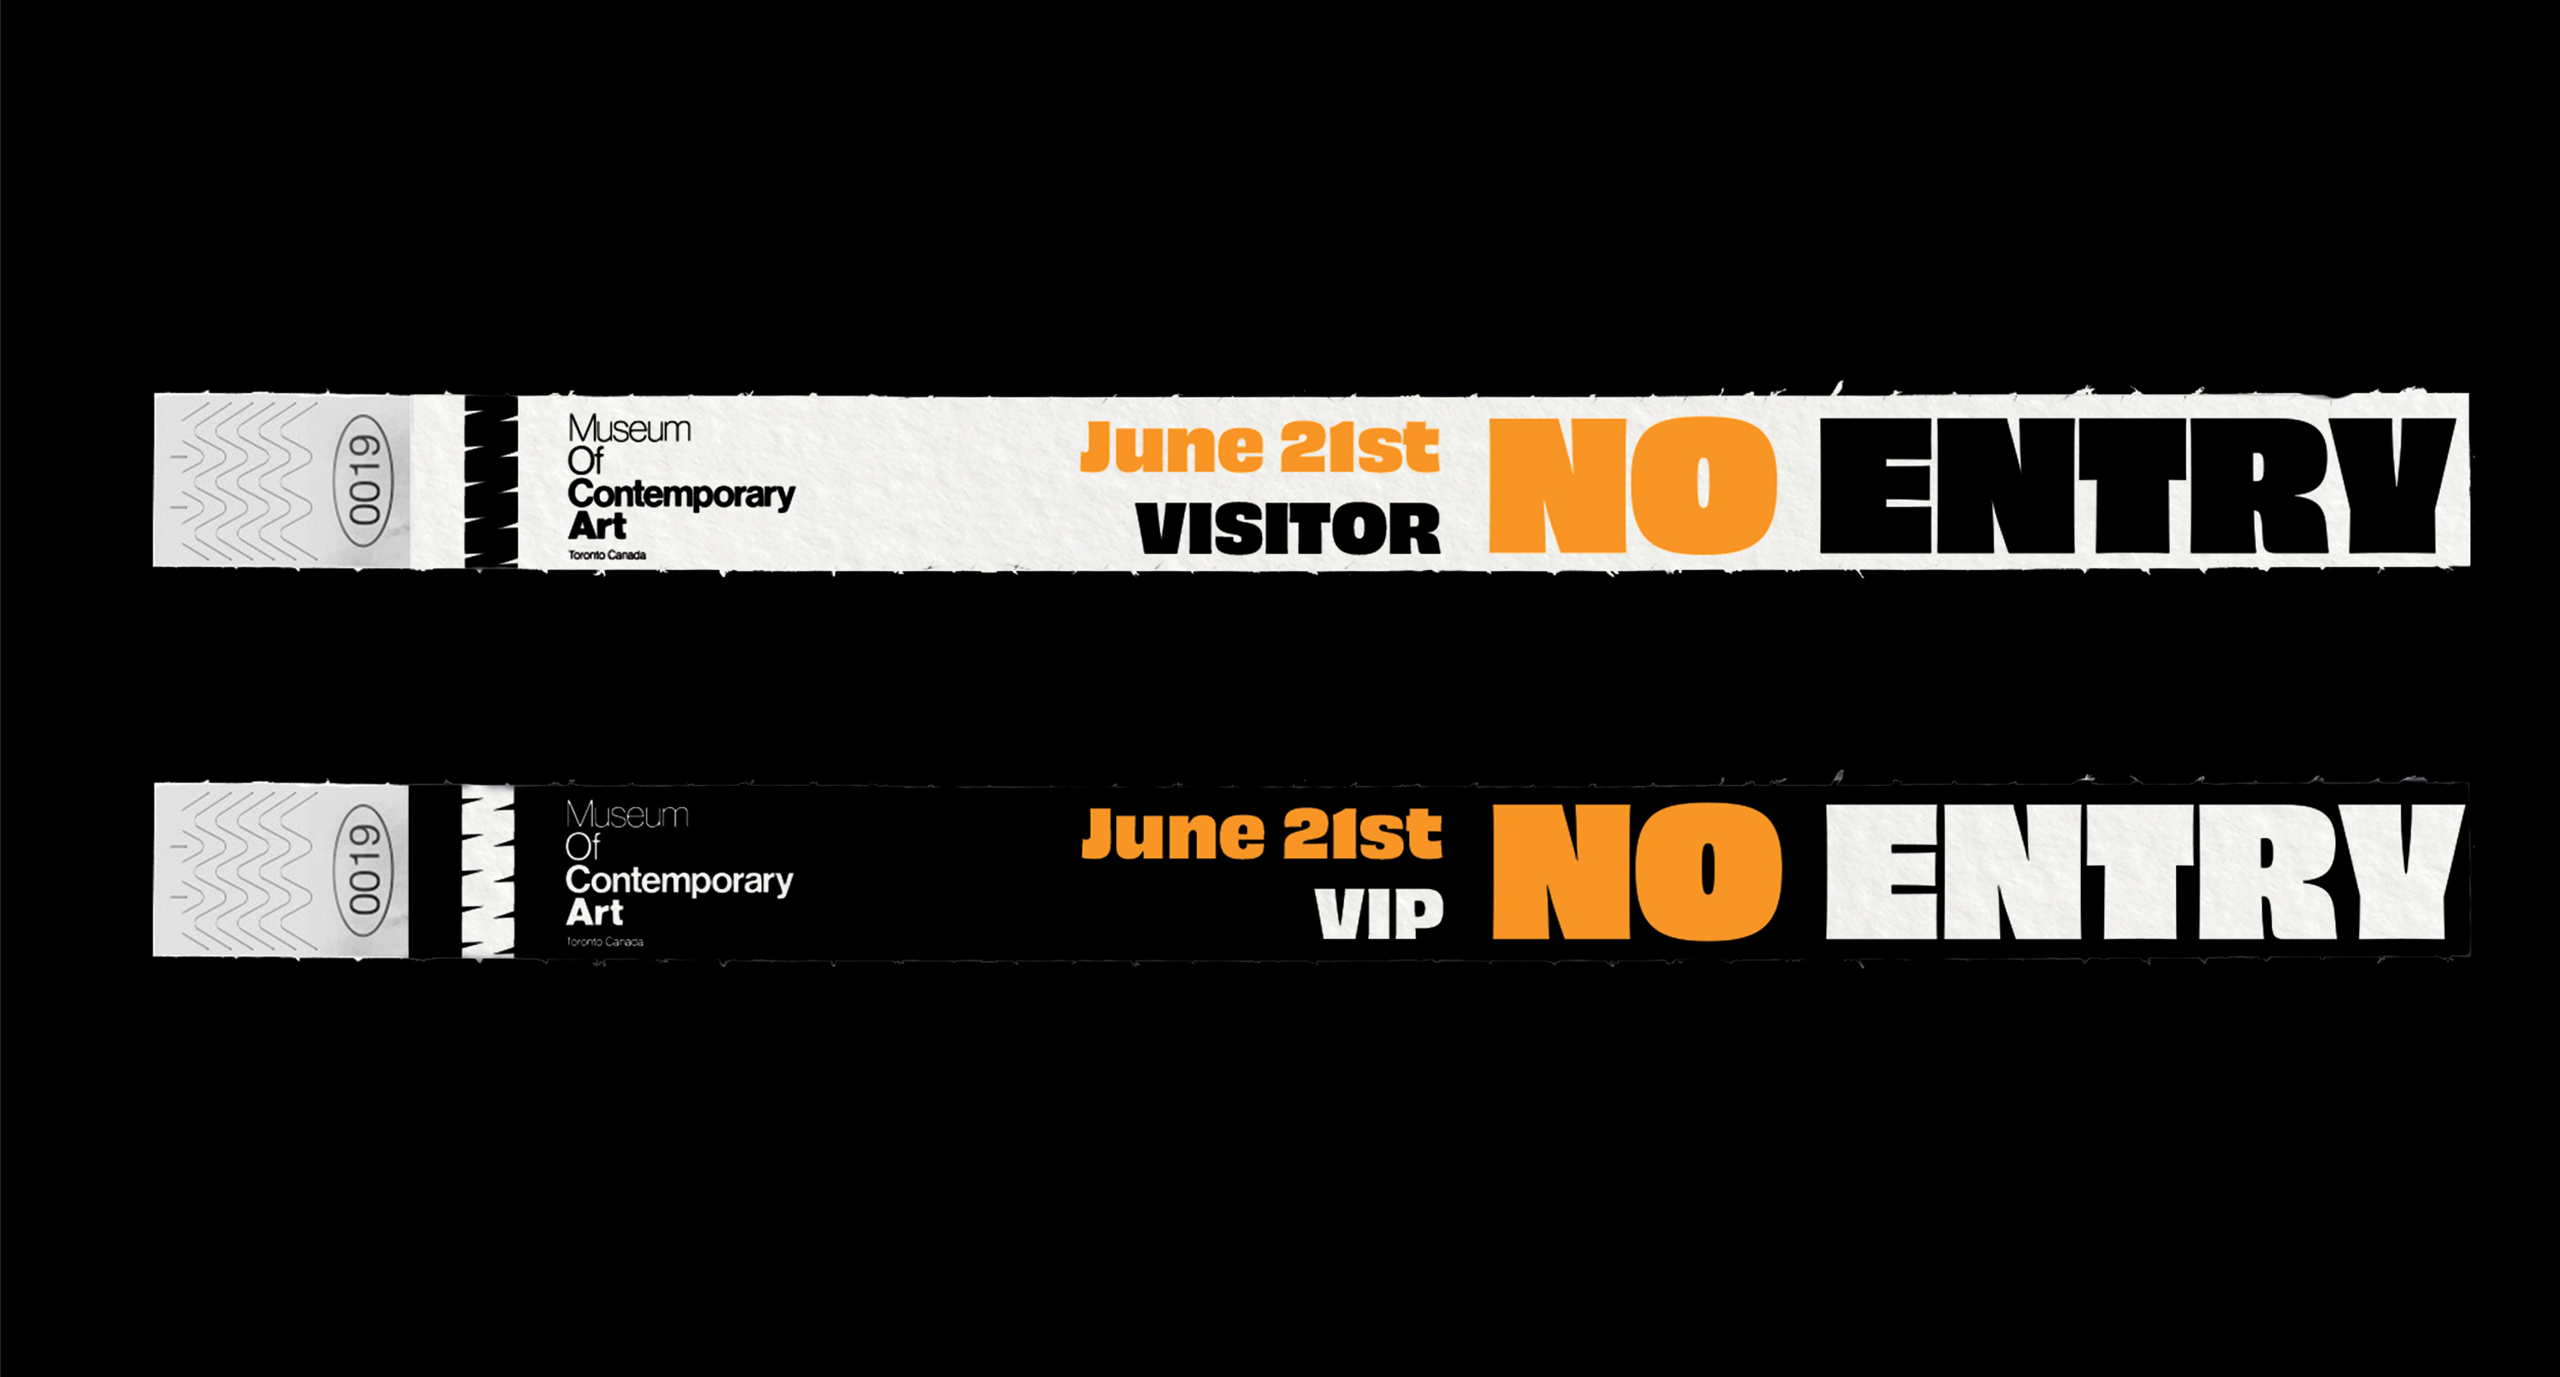 0019
Museum
Of
Contemporary
Art
Toronto Canada
June 21st
VISITOR
NO ENTRY
0019
Museum
Of
Contemporary
Art
Toronto Canada
June 21st
VIP
NO ENTRY